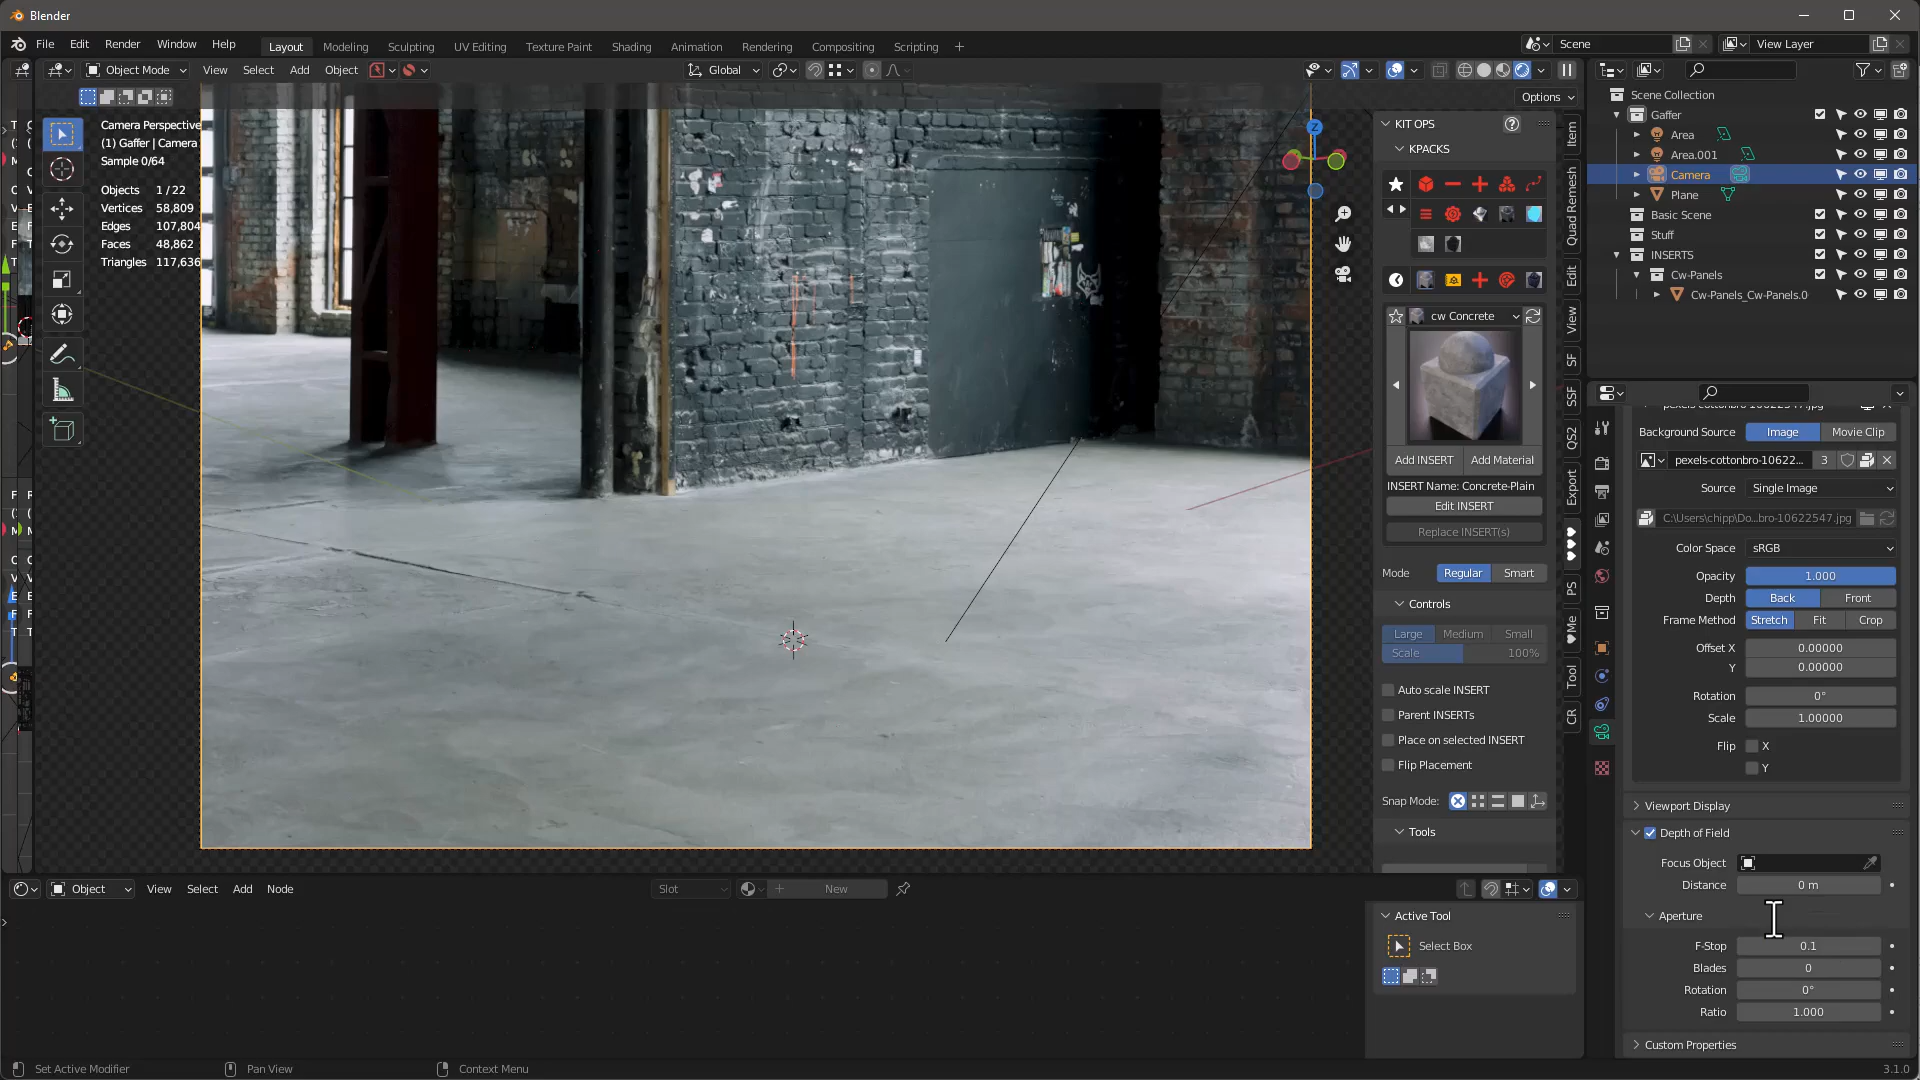 Blender
File Edit Render Window Help Layout Modeling Sculpting UV Editing Texture Paint Shading Animation Rendering Compositing Scripting + Scene View Layer
Object Mode View Select Add Object Global
Options
Camera Perspective
(1) Gaffer | Camera
Sample 0/64
Objects 1 / 22
Vertices 58,809
Edges 107,804
Faces 48,862
Triangles 117,636
Z
KIT OPS
KPACKS
cw Concrete
Add INSERT Add Material
INSERT Name: Concrete-Plain
Edit INSERT
Replace INSERT(s)
Mode Regular Smart
Controls
Large Medium Small
Scale 100%
Auto scale INSERT
Parent INSERTs
Place on selected INSERT
Flip Placement
Snap Mode:
Tools
Item
Quad Remesh
Edit
View
SF
SSF
QS2
Export
PS
Me
Tool
CR
Scene Collection
Gaffer
Area
Area.001
Camera
Plane
Basic Scene
Stuff
INSERTS
Cw-Panels
Cw-Panels_Cw-Panels.0
Background Source Image Movie Clip
pexels-cottonbro-10622... 3
Source Single Image
C:\Users\chipp\Do...bro-10622547.jpg
Color Space sRGB
Opacity 1.000
Depth Back Front
Frame Method Stretch Fit Crop
Offset X 0.00000
Y 0.00000
Rotation 0°
Scale 1.00000
Flip X
Y
Viewport Display
Depth of Field
Focus Object
Distance 0 m
Aperture
F-Stop 0.1
Blades 0
Rotation 0°
Ratio 1.000
Custom Properties
Object View Select Add Node Slot New
Active Tool
Select Box
Set Active Modifier Pan View Context Menu 3.1.0